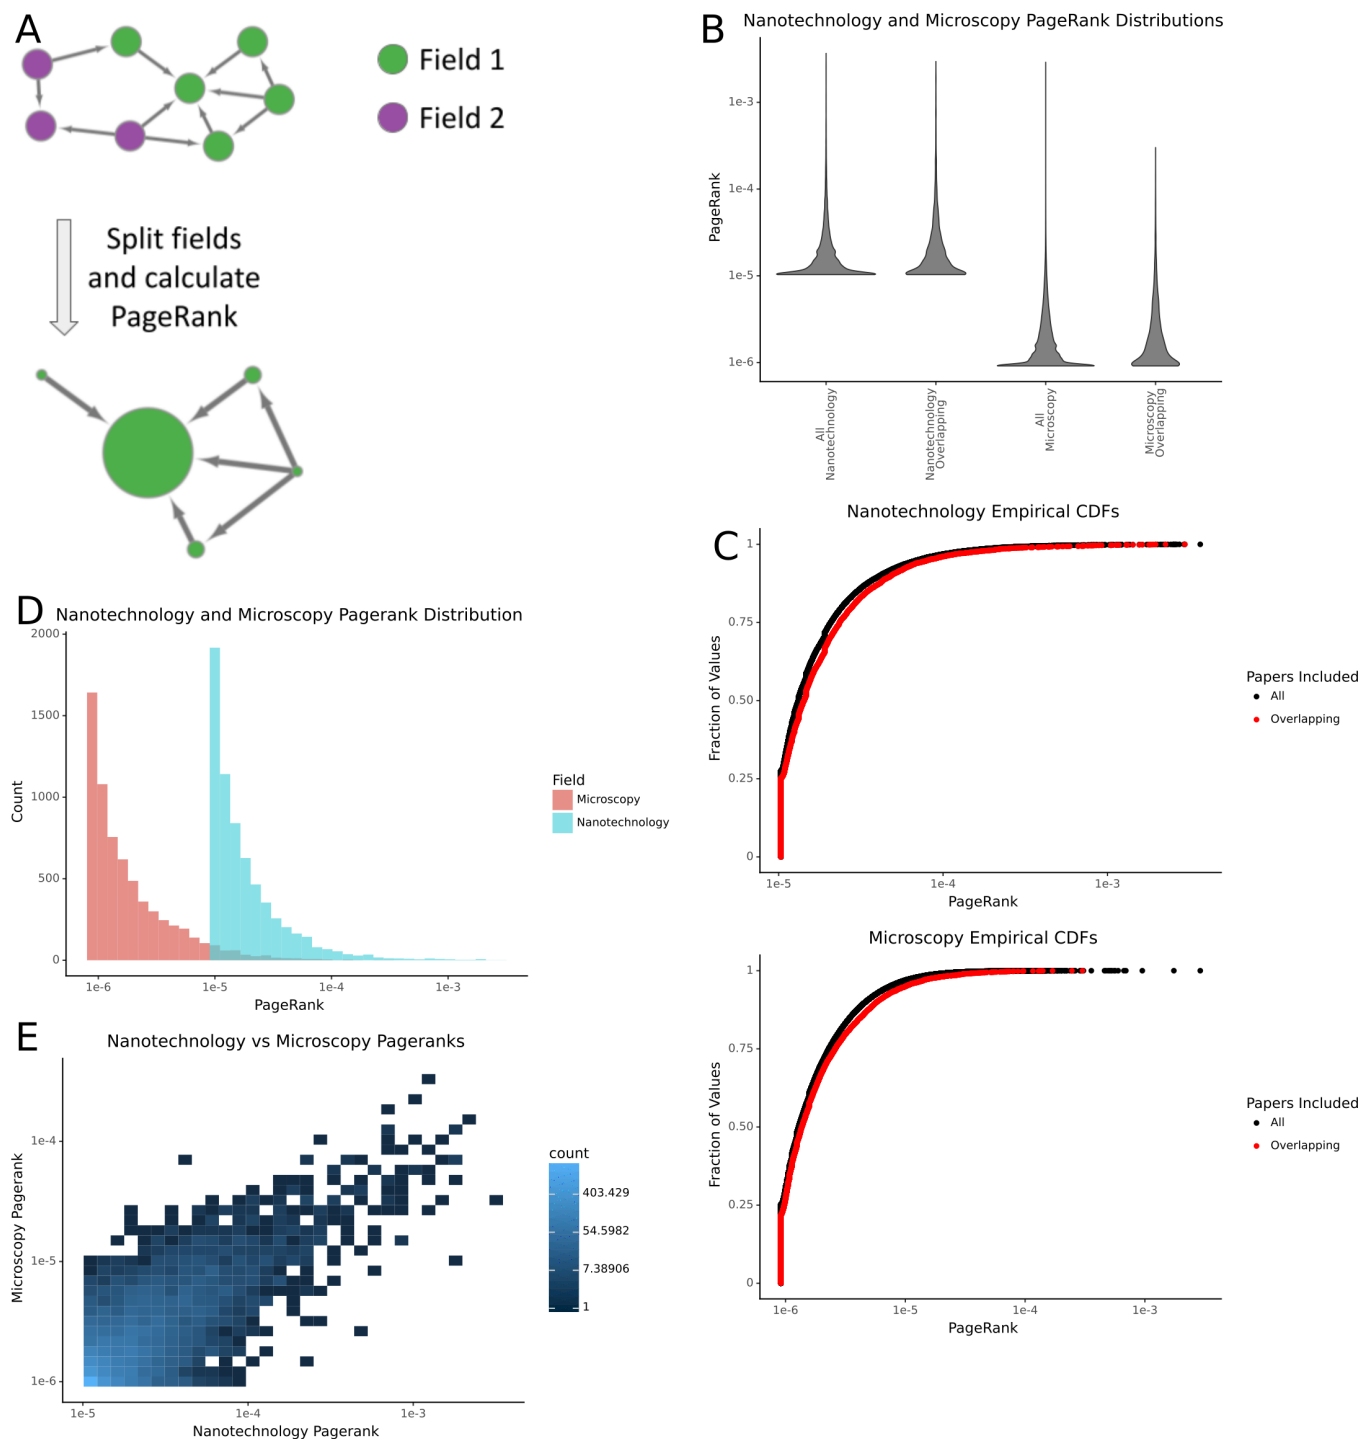 A
Field 1
Field 2
Split fields
and calculate
PageRank
B
Nanotechnology and Microscopy PageRank Distributions
PageRank
1e-3
1e-4
1e-5
1e-6
All
Nanotechnology
Nanotechnology
Overlapping
All
Microscopy
Microscopy
Overlapping
C
Nanotechnology Empirical CDFs
Fraction of Values
1
0.75
0.50
0.25
0
1e-5
1e-4
1e-3
PageRank
Papers Included
All
Overlapping
Microscopy Empirical CDFs
Fraction of Values
1
0.75
0.50
0.25
0
1e-6
1e-5
1e-4
1e-3
PageRank
Papers Included
All
Overlapping
D
Nanotechnology and Microscopy Pagerank Distribution
Count
2000
1500
1000
500
0
1e-6
1e-5
1e-4
1e-3
PageRank
Field
Microscopy
Nanotechnology
E
Nanotechnology vs Microscopy Pageranks
Microscopy Pagerank
1e-4
1e-5
1e-6
1e-5
1e-4
1e-3
Nanotechnology Pagerank
count
403.429
54.5982
7.38906
1